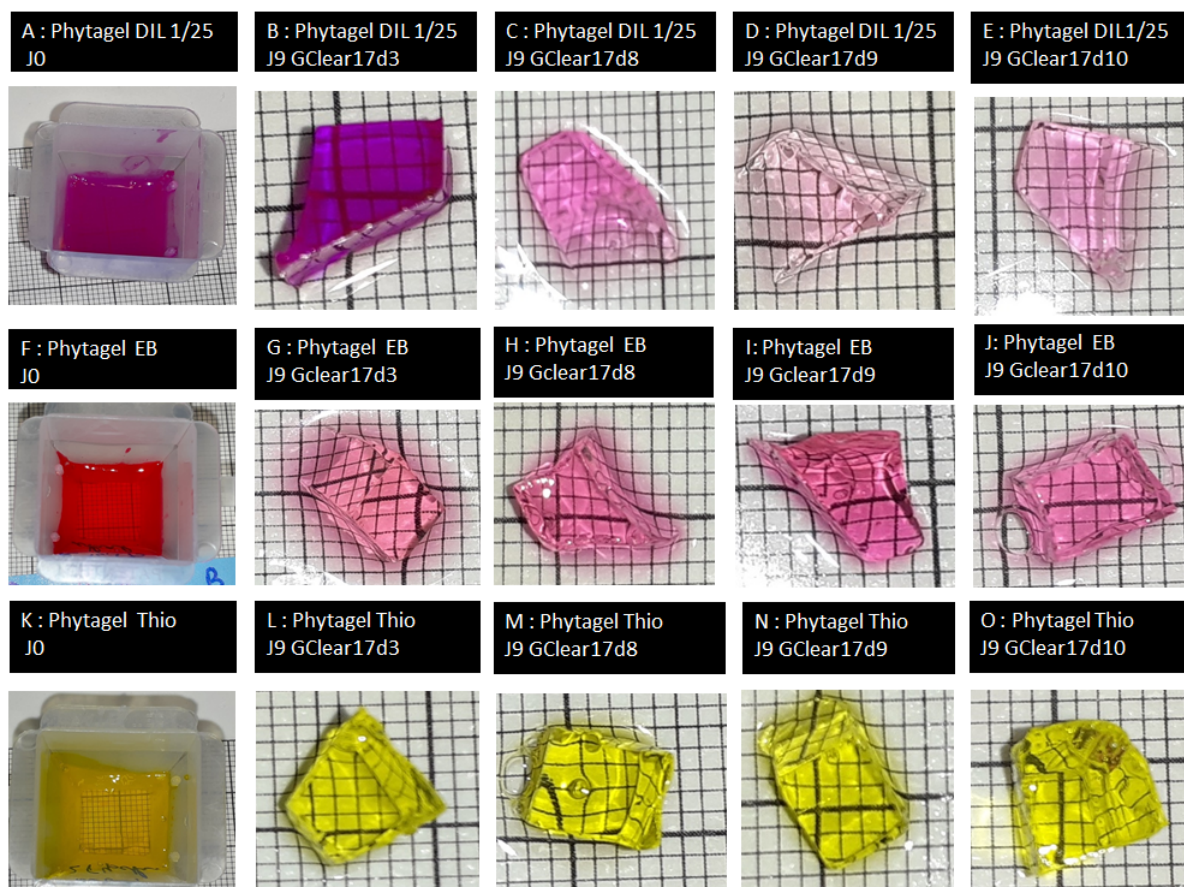 A : Phytagel DIL 1/25
J0
B : Phytagel DIL 1/25
J9 GClear17d3
C : Phytagel DIL 1/25
J9 GClear17d8
D : Phytagel DIL 1/25
J9 GClear17d9
E : Phytagel DIL1/25
J9 GClear17d10
F : Phytagel EB
J0
G : Phytagel EB
J9 Gclear17d3
H : Phytagel EB
J9 Gclear17d8
I: Phytagel EB
J9 Gclear17d9
J: Phytagel EB
J9 GClear17d10
B
K : Phytagel Thio
J0
L : Phytagel Thio
J9 GClear17d3
M : Phytagel Thio
J9 GClear17d8
N : Phytagel Thio
J9 GClear17d9
O : Phytagel Thio
J9 GClear17d10